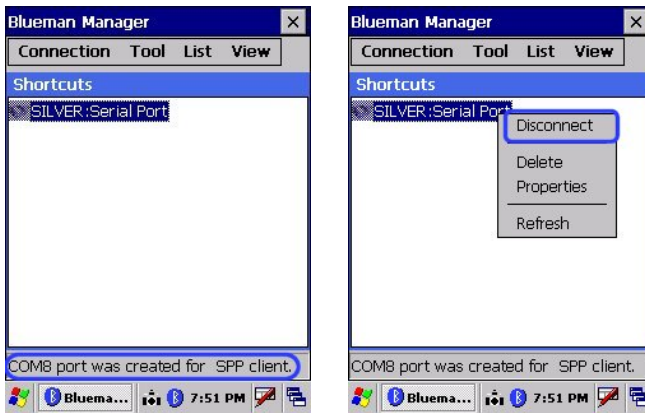 Blueman Manager
Connection Tool List View
Shortcuts
SILVER:Serial Port
COM8 port was created for SPP client.
Bluema... 7:51 PM
Blueman Manager
Connection Tool List View
Shortcuts
SILVER:Serial Port
Disconnect
Delete
Properties
Refresh
COM8 port was created for SPP client.
Bluema... 7:51 PM